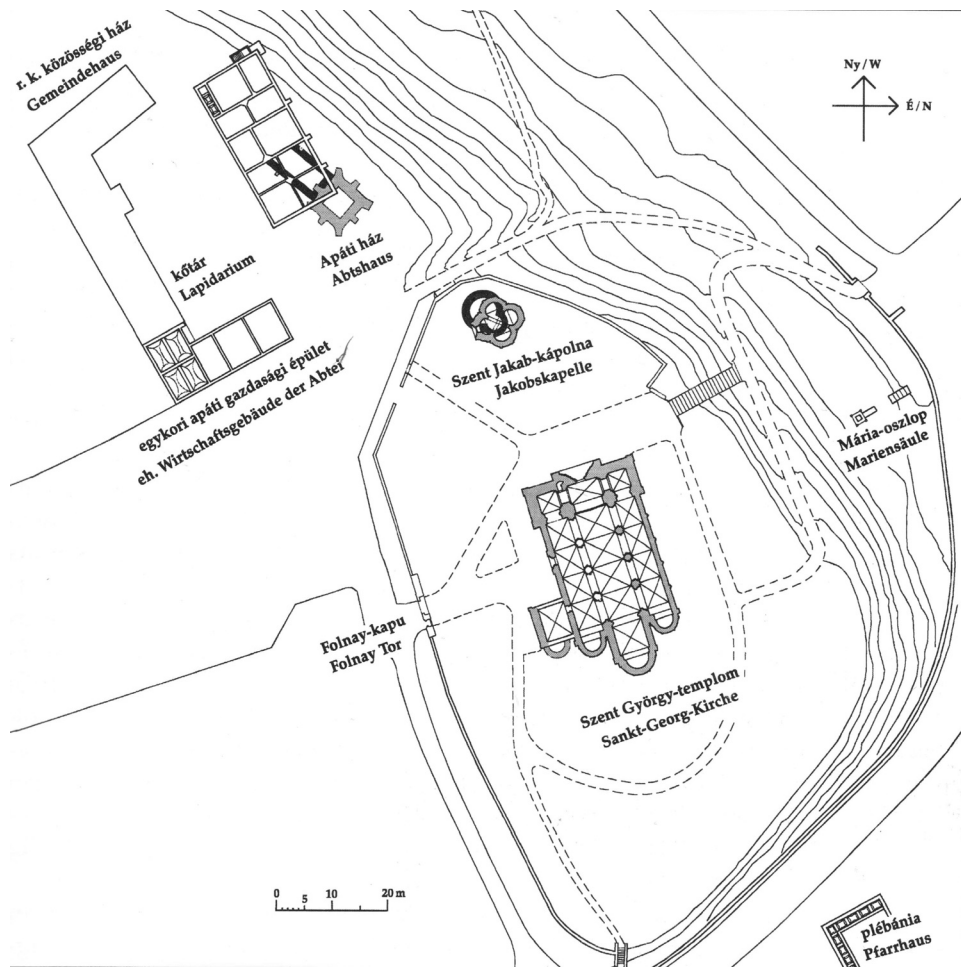 r. k. közösségi ház
Gemeindehaus
Ny / W
É / N
Apáti ház
Abtshaus
kőtár
Lapidarium
Szent Jakab-kápolna
Jakobskapelle
egykori apáti gazdasági épület
eh. Wirtschaftsgebäude der Abtei
Mária-oszlop
Mariensäule
Folnay-kapu
Folnay Tor
Szent György-templom
Sankt-Georg-Kirche
0 5 10 20 m
plébánia
Pfarrhaus